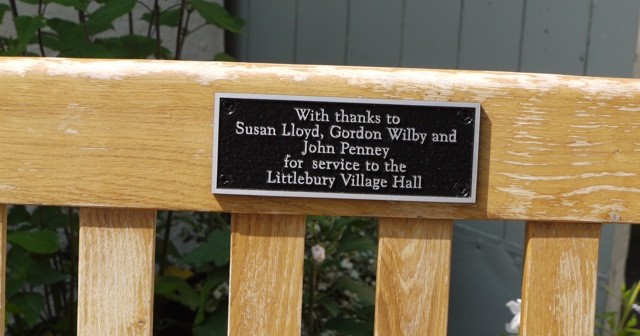 With thanks to
Susan Lloyd, Gordon Wilby and
John Penney
for service to the
Littlebury Village Hall